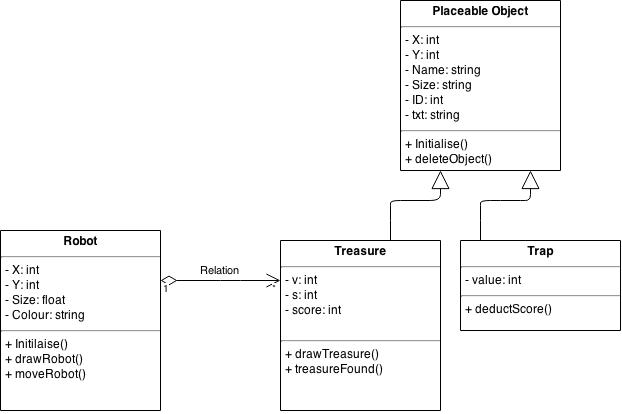 Placeable Object
- X: int
- Y: int
- Name: string
- Size: string
- ID: int
- txt: string
+ Initialise()
+ deleteObject()
Robot
- X: int
- Y: int
- Size: float
- Colour: string
+ Initilaise()
+ drawRobot()
+ moveRobot()
1
Relation
*
Treasure
- v: int
- s: int
- score: int
+ drawTreasure()
+ treasureFound()
Trap
- value: int
+ deductScore()